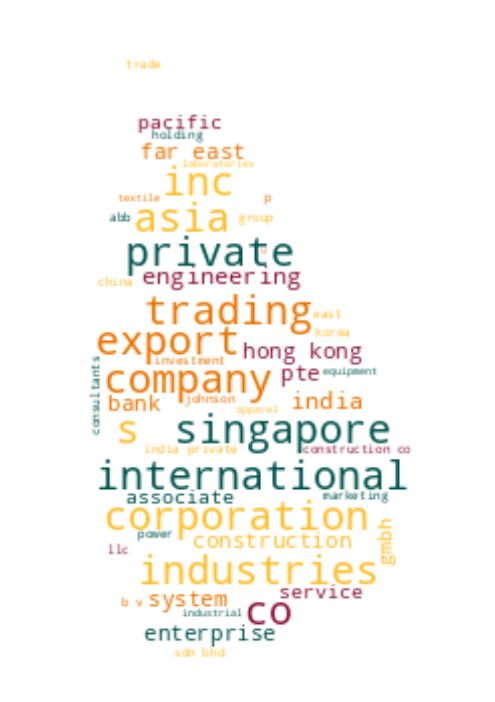 trade
pacific
holding
far east
laboratories
inc
textile p
abb asia group
private
engineering
china
trading east
export korea
hong kong
investment
company pte equipment
consultants
bank johnson india
apparel
s singapore
india private construction co
international
associate marketing
corporation
power construction gmbh
llc
industries
service
b v system
industrial co
enterprise
sdn bhd